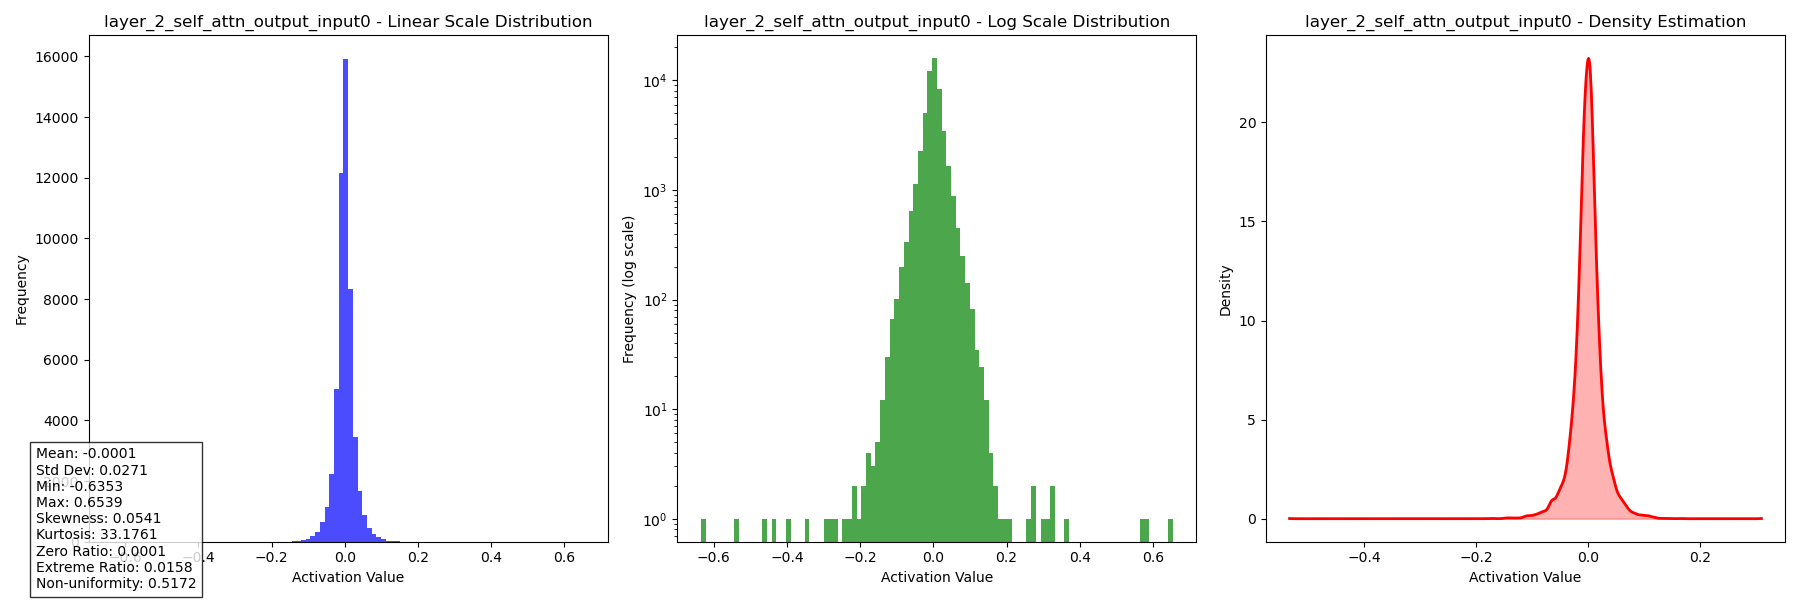 layer_2_self_attn_output_input0 - Linear Scale Distribution
16000
14000
12000
10000
8000
6000
4000
2000
0
Frequency
−0.6
−0.4
−0.2
0.0
0.2
0.4
0.6
Activation Value
Mean: -0.0001
Std Dev: 0.0271
Min: -0.6353
Max: 0.6539
Skewness: 0.0541
Kurtosis: 33.1761
Zero Ratio: 0.0001
Extreme Ratio: 0.0158
Non-uniformity: 0.5172
layer_2_self_attn_output_input0 - Log Scale Distribution
10⁴
10³
10²
10¹
10⁰
Frequency (log scale)
−0.6
−0.4
−0.2
0.0
0.2
0.4
0.6
Activation Value
layer_2_self_attn_output_input0 - Density Estimation
20
15
10
5
0
Density
−0.4
−0.2
0.0
0.2
Activation Value